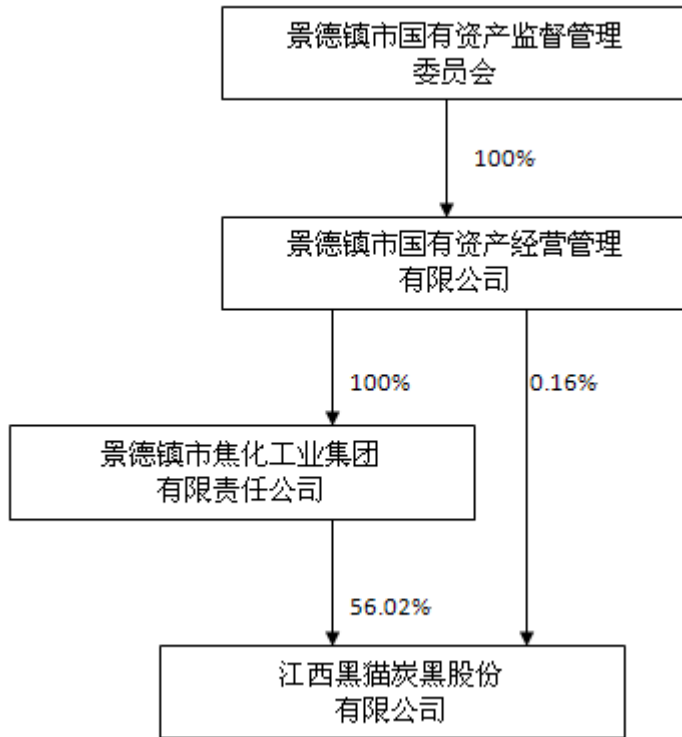 景德镇市国有资产监督管理
委员会
100%
景德镇市国有资产经营管理
有限公司
100%
0.16%
景德镇市焦化工业集团
有限责任公司
56.02%
江西黑猫炭黑股份
有限公司